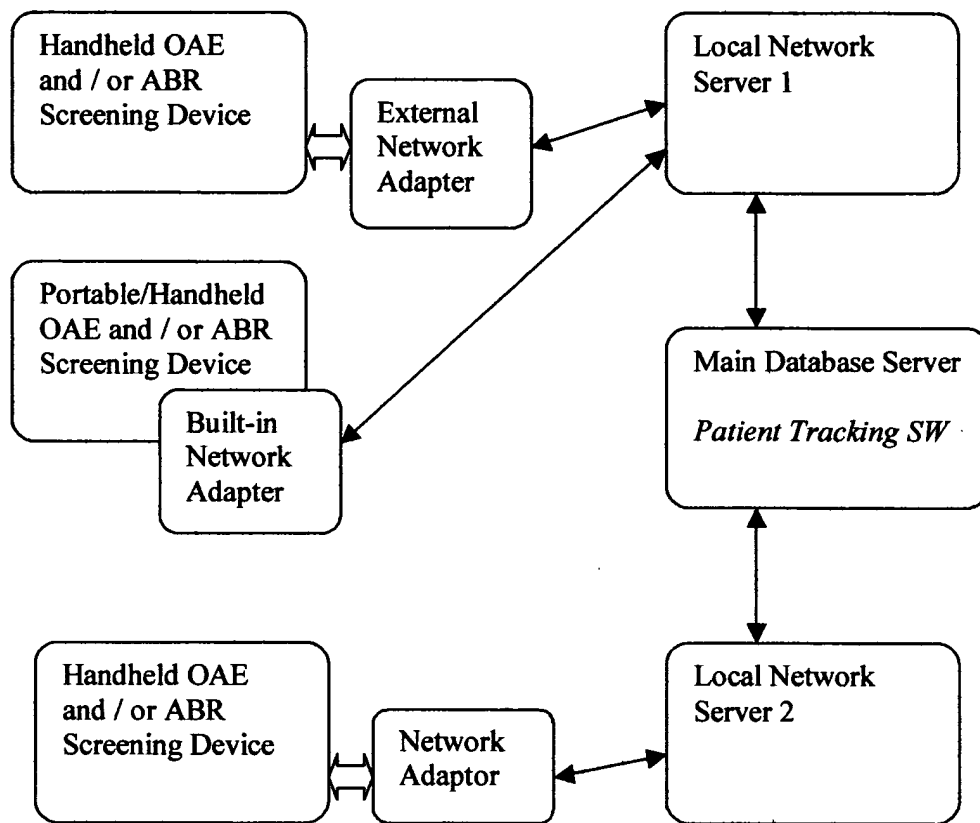 Handheld OAE
and / or ABR
Screening Device
External
Network
Adapter
Local Network
Server 1
Portable/Handheld
OAE and / or ABR
Screening Device
Built-in
Network
Adapter
Main Database Server
Patient Tracking SW
Handheld OAE
and / or ABR
Screening Device
Network
Adaptor
Local Network
Server 2